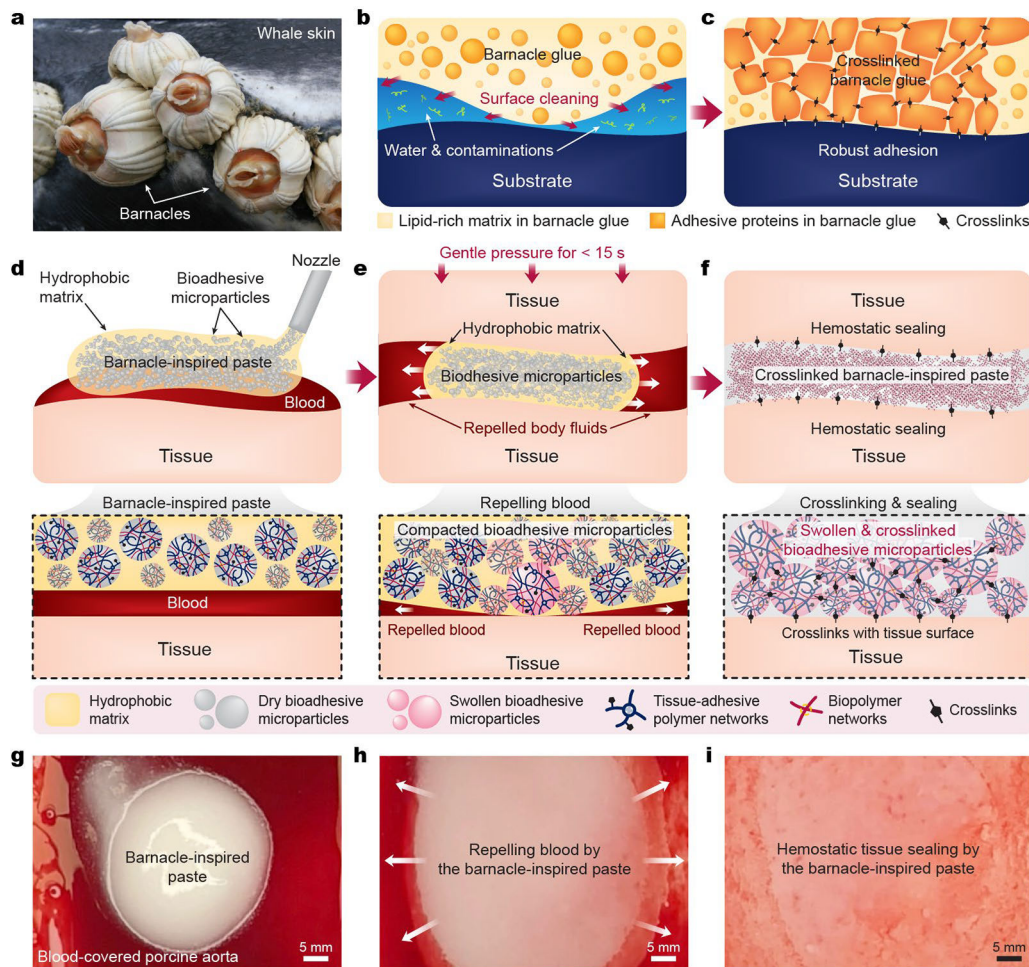 a
Whale skin
Barnacles
b
Barnacle glue
Surface cleaning
Water & contaminations
Substrate
c
Crosslinked
barnacle glue
Robust adhesion
Substrate
Lipid-rich matrix in barnacle glue
Adhesive proteins in barnacle glue
Crosslinks
d
Nozzle
Hydrophobic
matrix
Bioadhesive
microparticles
Barnacle-inspired paste
Blood
Tissue
e
Gentle pressure for < 15 s
Tissue
Hydrophobic matrix
Biodhesive microparticles
Repelled body fluids
Tissue
f
Tissue
Hemostatic sealing
Crosslinked barnacle-inspired paste
Hemostatic sealing
Tissue
Barnacle-inspired paste
Blood
Tissue
Repelling blood
Compacted bioadhesive microparticles
Repelled blood
Repelled blood
Tissue
Crosslinking & sealing
Swollen & crosslinked
bioadhesive microparticles
Crosslinks with tissue surface
Tissue
Hydrophobic
matrix
Dry bioadhesive
microparticles
Swollen bioadhesive
microparticles
Tissue-adhesive
polymer networks
Biopolymer
networks
Crosslinks
g
Barnacle-inspired
paste
Blood-covered porcine aorta
5 mm
h
Repelling blood by
the barnacle-inspired paste
5 mm
i
Hemostatic tissue sealing by
the barnacle-inspired paste
5 mm